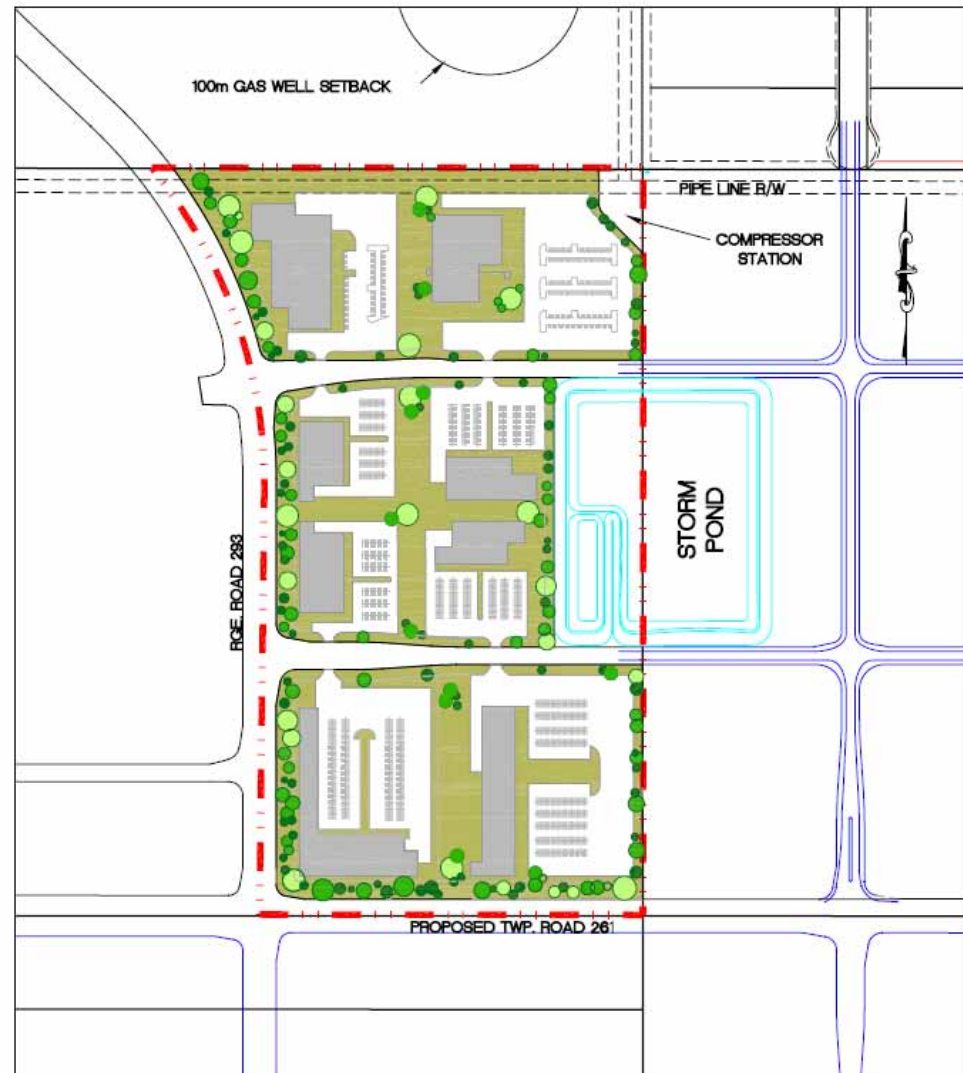 100m GAS WELL SETBACK
PIPE LINE R/W
COMPRESSOR
STATION
STORM
POND
RGE. ROAD 293
PROPOSED TWP. ROAD 261